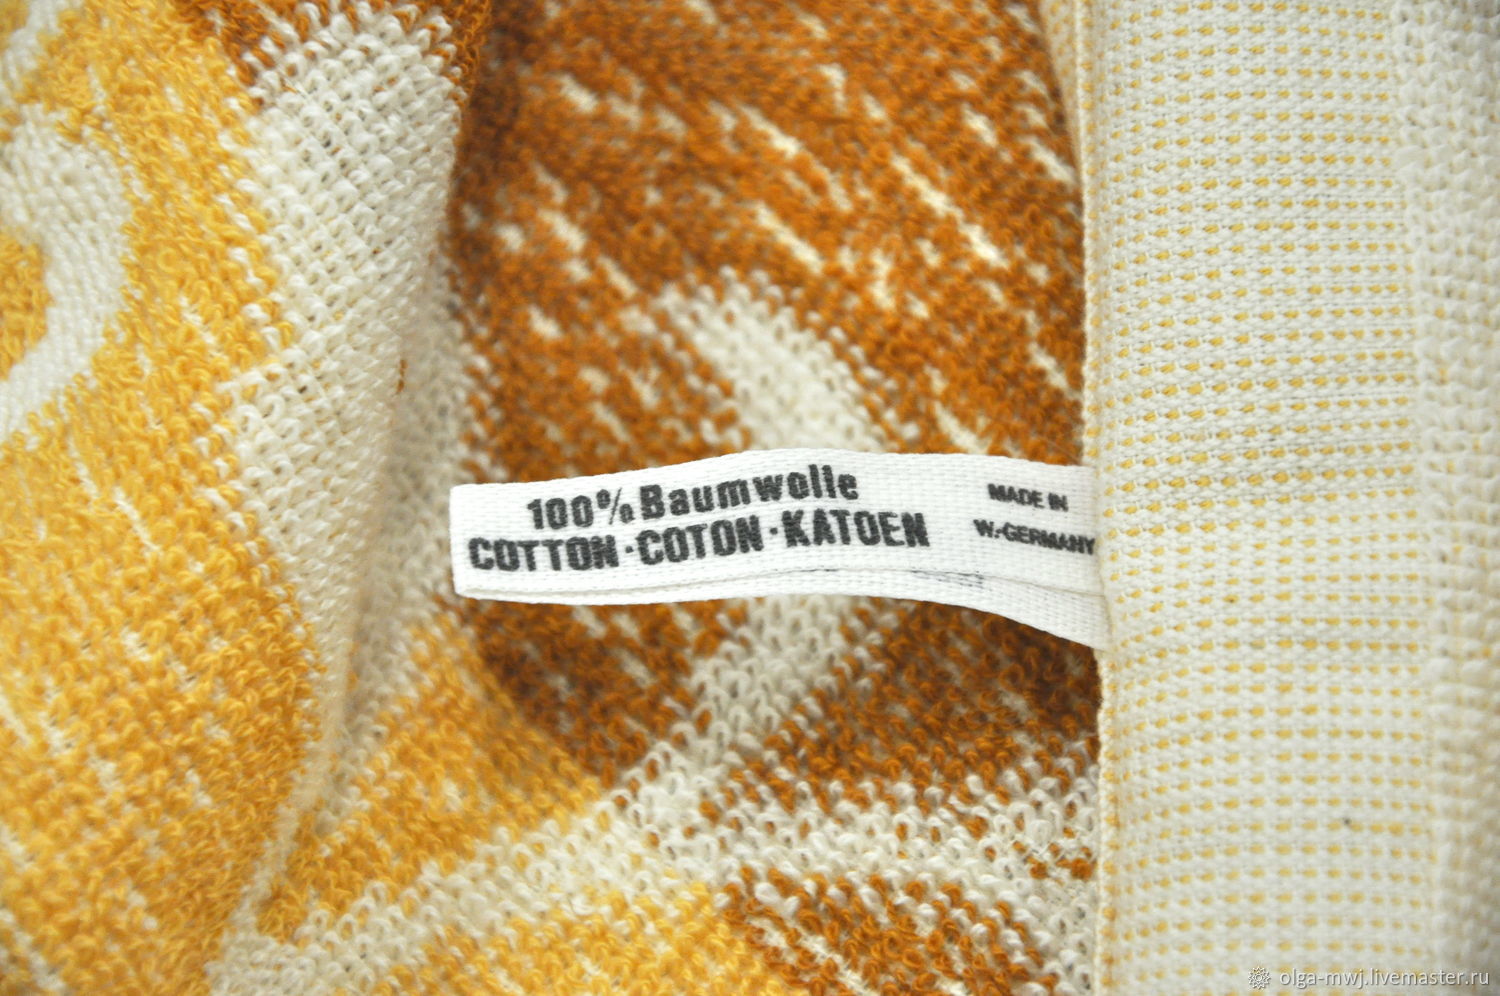 100% Baumwolle
COTTON·COTON·KATOEN
MADE IN
W.-GERMANY
olga-mwj.livemaster.ru